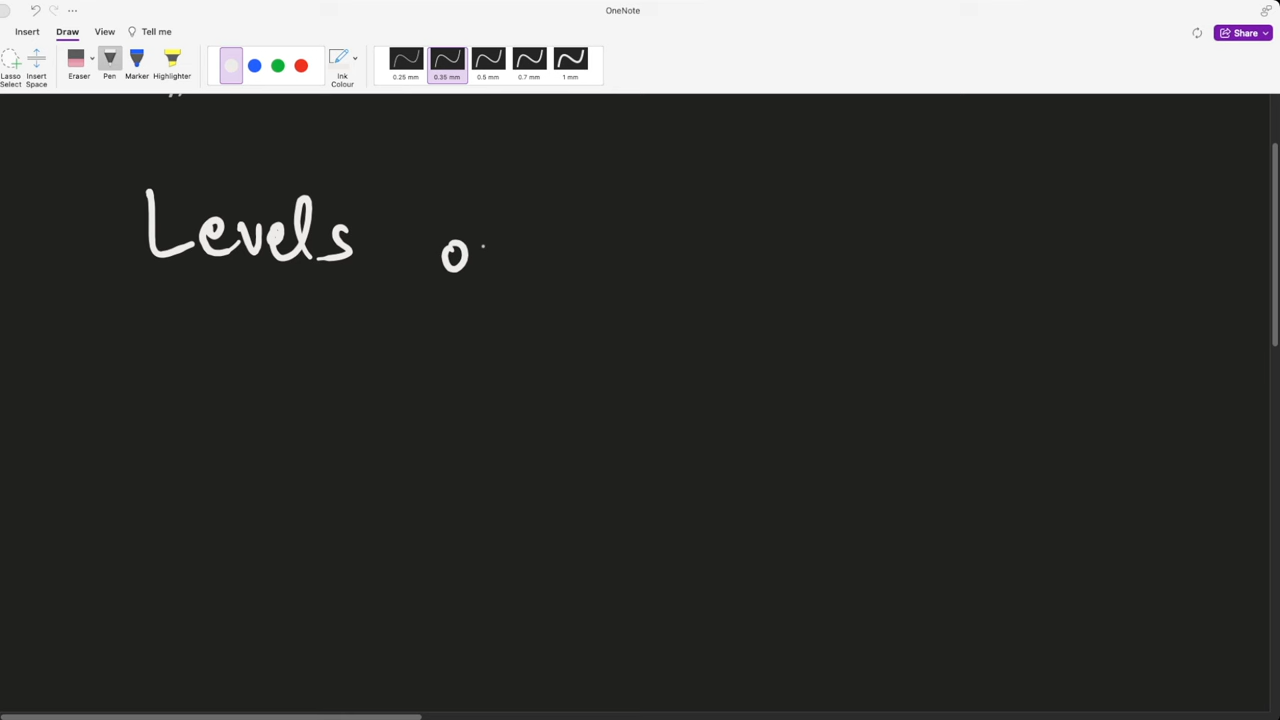 OneNote
Insert Draw View Tell me
Share
Lasso Select
Insert Space
Eraser
Pen
Marker
Highlighter
Ink Colour
0.25 mm
0.35 mm
0.5 mm
0.7 mm
1 mm
Levels o